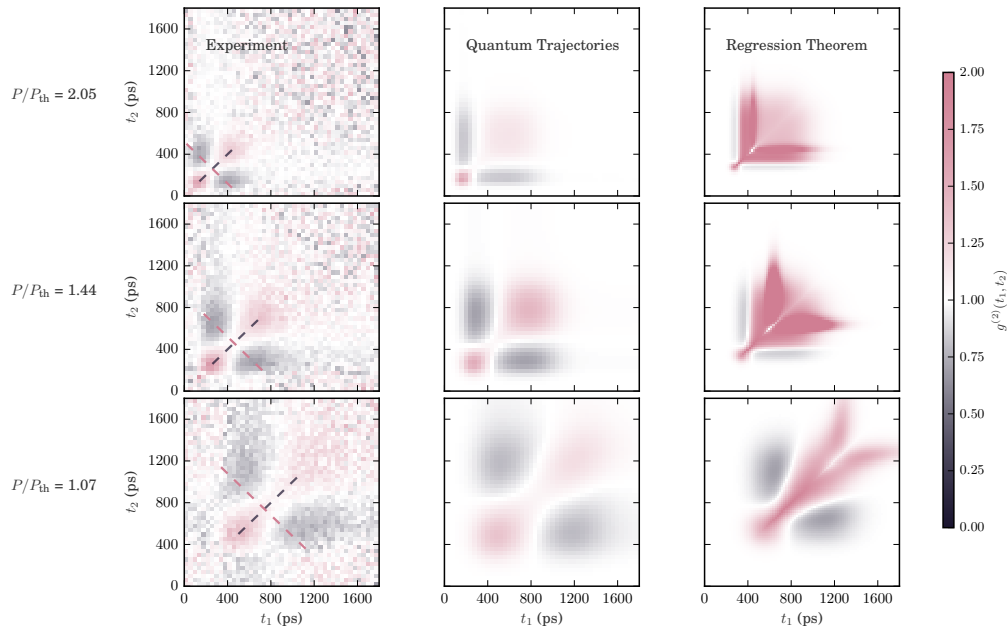 Experiment
Quantum Trajectories
Regression Theorem
P/P_th = 2.05
P/P_th = 1.44
P/P_th = 1.07
t_2 (ps)
1600
1200
800
400
0
t_2 (ps)
1600
1200
800
400
0
t_2 (ps)
1600
1200
800
400
0
0 400 800 1200 1600
t_1 (ps)
0 400 800 1200 1600
t_1 (ps)
0 400 800 1200 1600
t_1 (ps)
2.00
1.75
1.50
1.25
1.00
0.75
0.50
0.25
0.00
g^(2)(t_1, t_2)